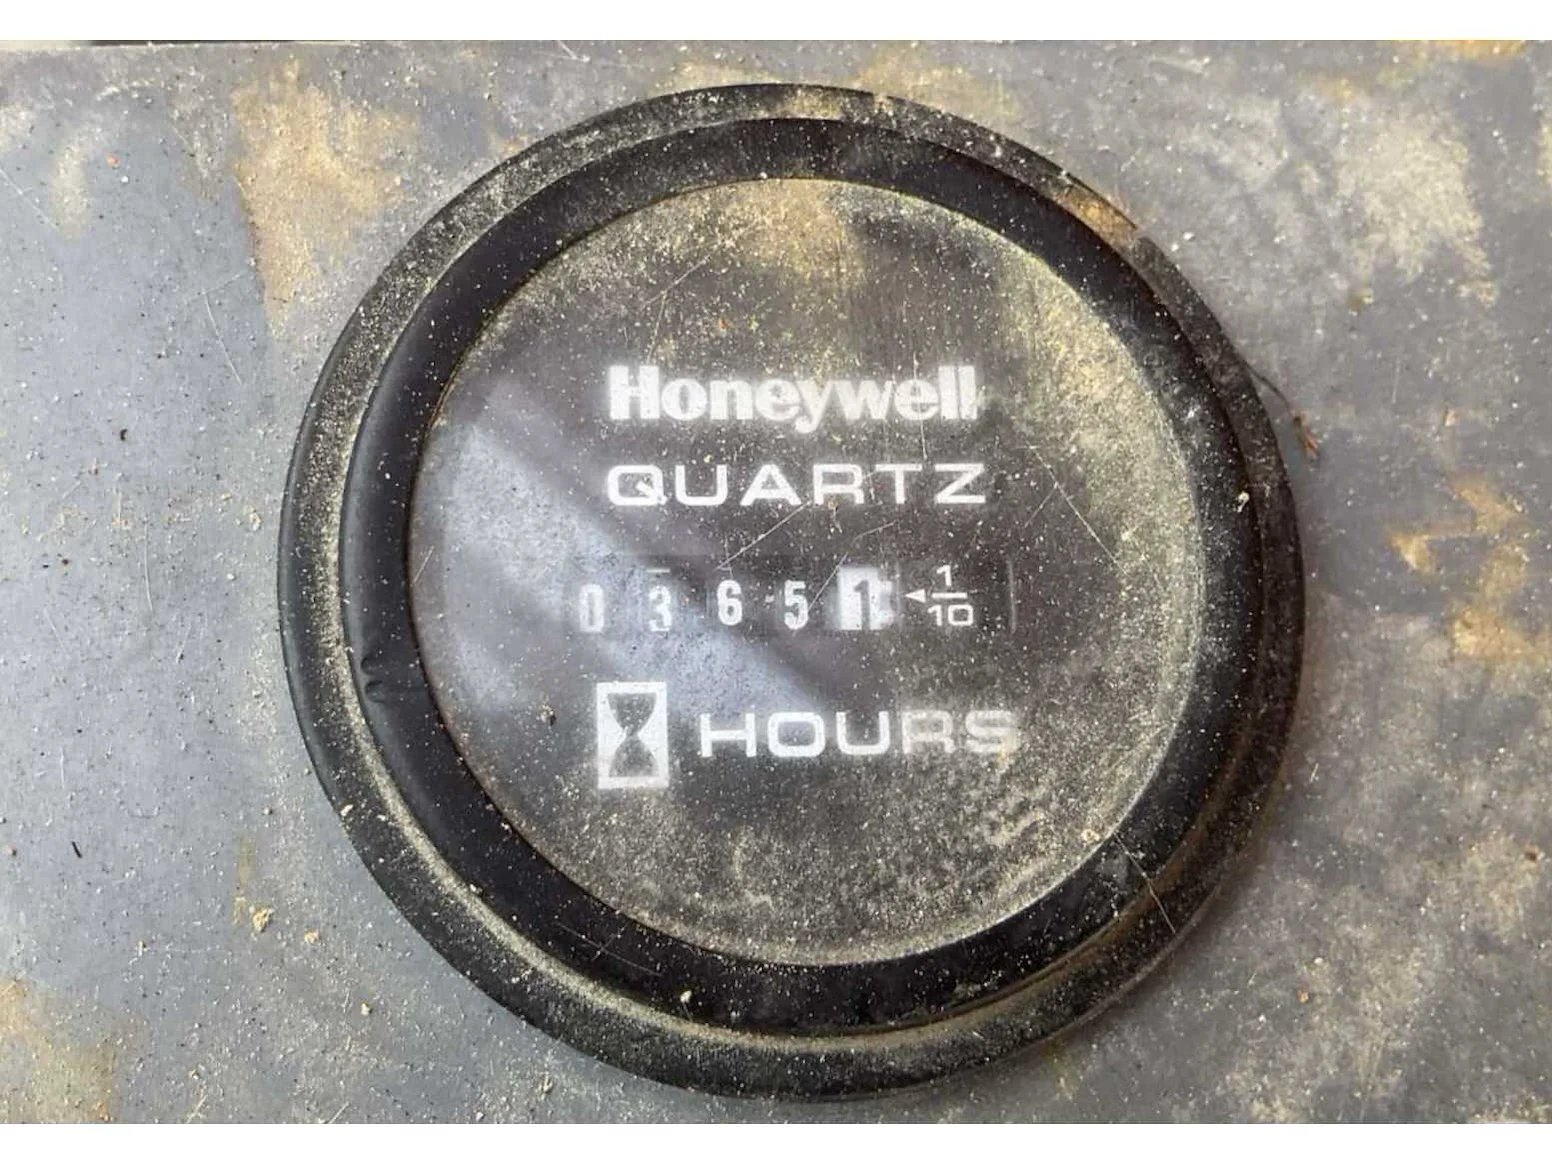 Honeywell
QUARTZ
0 3 6 5 1 ◄ 1/10
HOURS